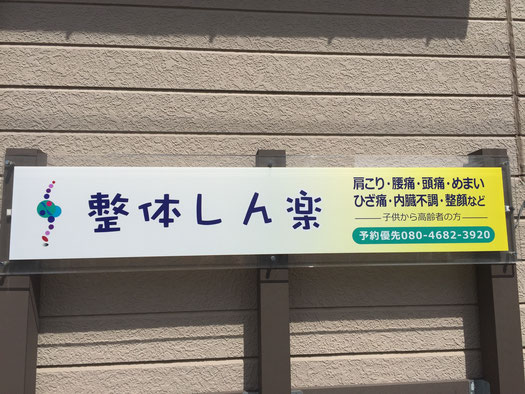 整体しん楽
肩こり・腰痛・頭痛・めまい
ひざ痛・内臓不調・整顔など
子供から高齢者の方
予約優先080-4682-3920